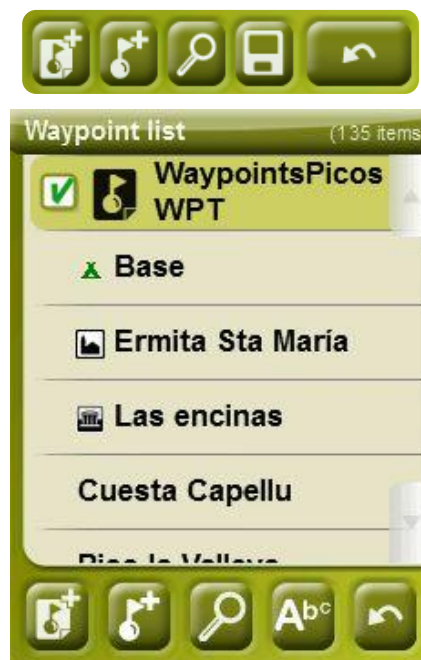 Waypoint list (135 items
WaypointsPicos
WPT
Base
Ermita Sta María
Las encinas
Cuesta Capellu
Abc